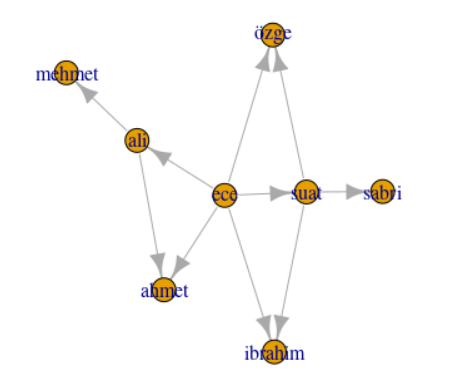 özge
mehmet
ali
ece
suat
sabri
ahmet
ibrahim